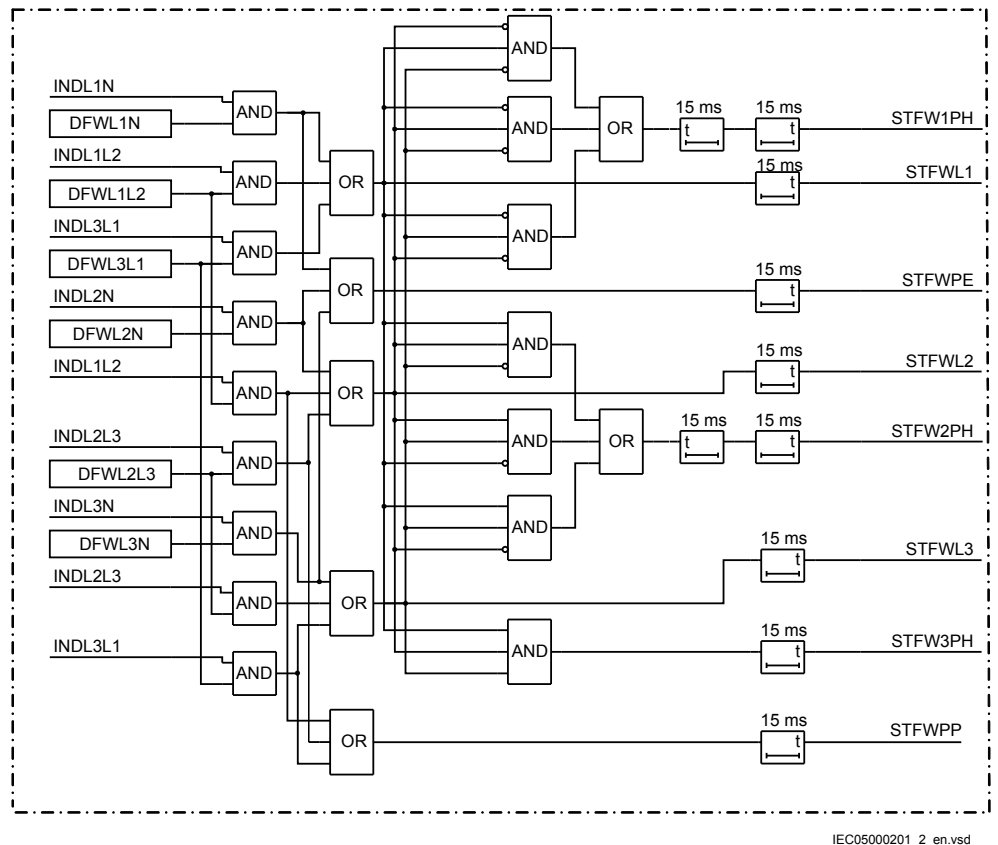 AND
INDL1N
15 ms
15 ms
DFWL1N
AND
AND
OR
t
t
STFW1PH
INDL1L2
15 ms
DFWL1L2
AND
OR
t
STFWL1
INDL3L1
AND
DFWL3L1
AND
15 ms
INDL2N
OR
t
STFWPE
DFWL2N
AND
AND
INDL1L2
15 ms
AND
OR
t
STFWL2
INDL2L3
AND
OR
15 ms
15 ms
t
t
STFW2PH
DFWL2L3
AND
INDL3N
AND
DFWL3N
AND
15 ms
INDL2L3
t
STFWL3
AND
OR
15 ms
INDL3L1
AND
t
STFW3PH
AND
15 ms
OR
t
STFWPP
IEC05000201_2_en.vsd